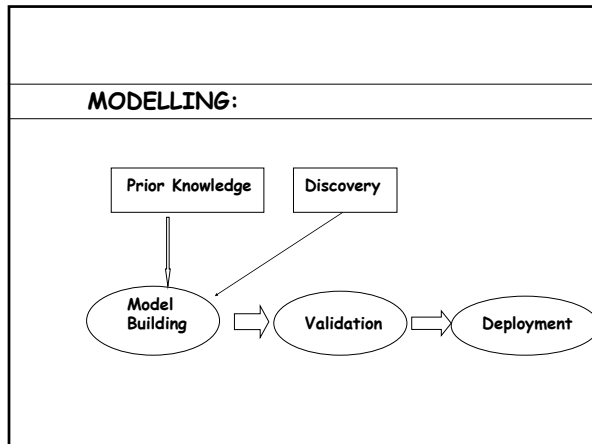 MODELLING:
Prior Knowledge
Discovery
Model
Building
Validation
Deployment